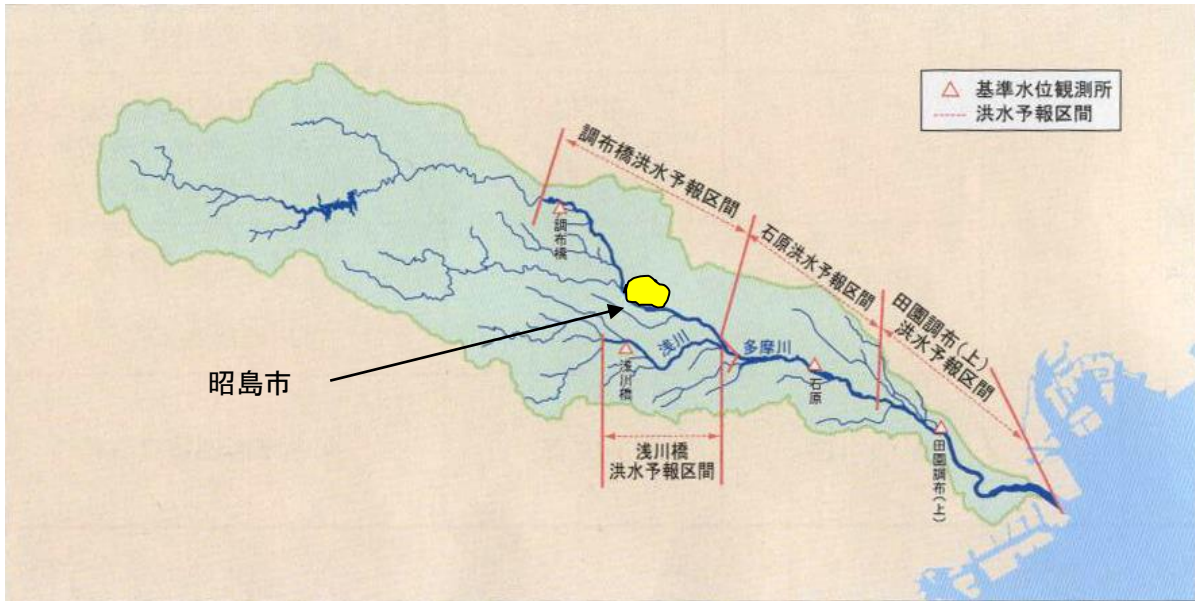 基準水位観測所
洪水予報区間
調布橋洪水予報区間
石原洪水予報区間
田園調布(上)
洪水予報区間
調布橋
昭島市
浅川
浅川橋
多摩川
石原
田園調布(上)
浅川橋
洪水予報区間